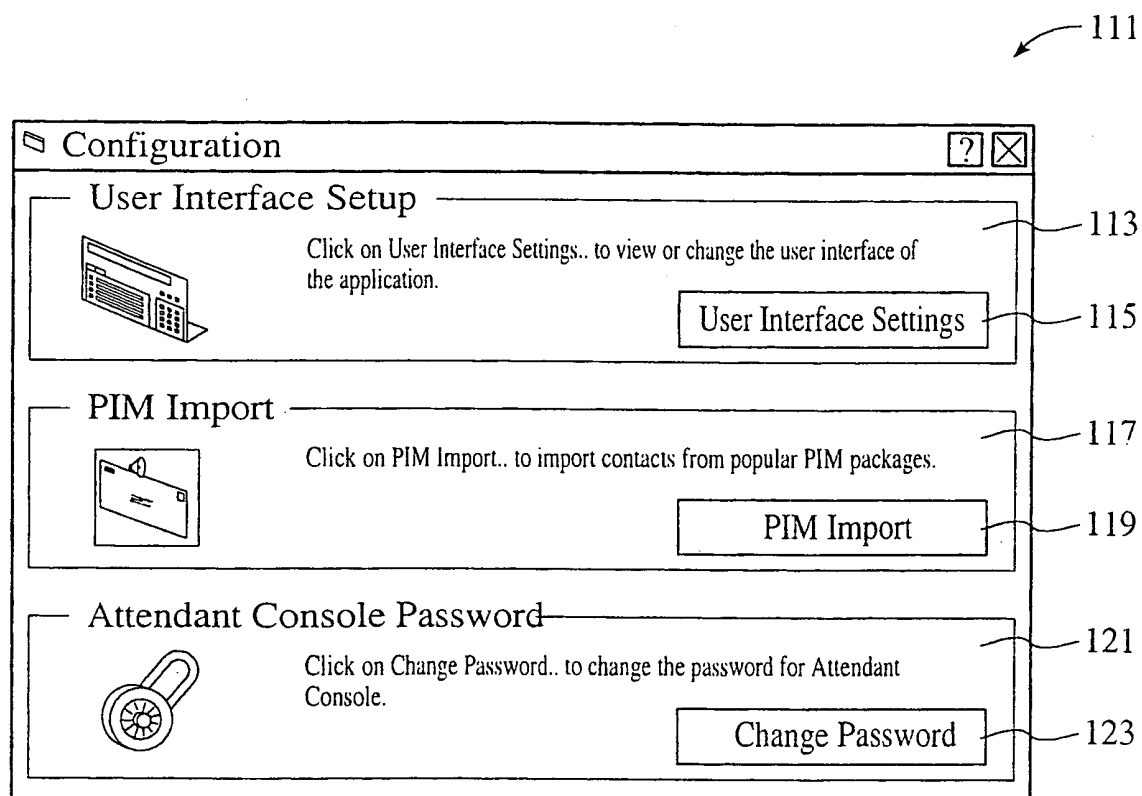 111
Configuration
?
User Interface Setup
113
Click on User Interface Settings.. to view or change the user interface of
the application.
User Interface Settings
115
PIM Import
117
Click on PIM Import.. to import contacts from popular PIM packages.
PIM Import
119
Attendant Console Password
121
Click on Change Password.. to change the password for Attendant
Console.
Change Password
123